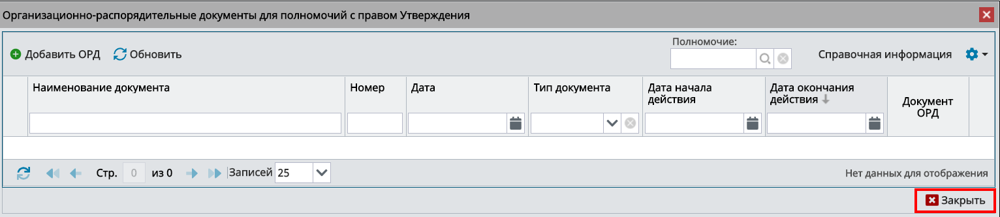 Организационно-распорядительные документы для полномочий с правом Утверждения
Полномочие:
Добавить ОРД Обновить Справочная информация
Наименование документа Номер Дата Тип документа Дата начала действия Дата окончания действия Документ ОРД
Стр. 0 из 0 Записей 25 Нет данных для отображения
Закрыть